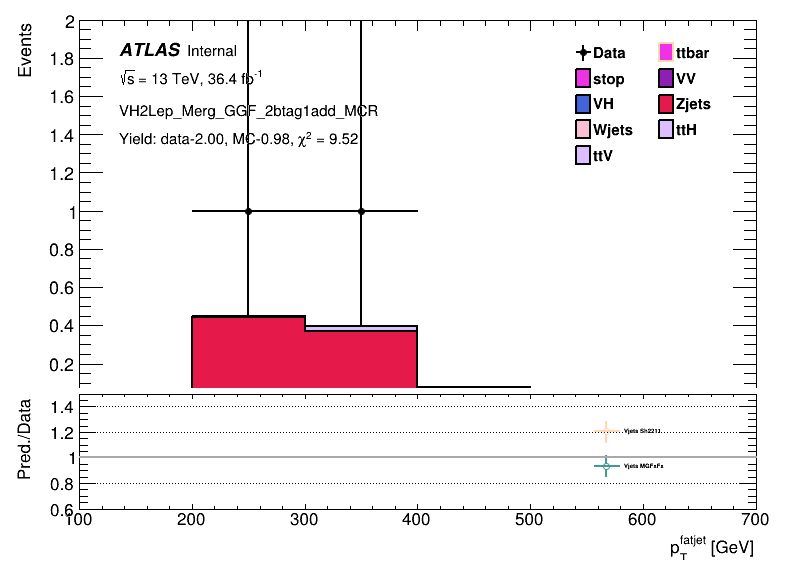 Events
2
1.8
1.6
1.4
1.2
1
0.8
0.6
0.4
0.2
ATLAS Internal
√s = 13 TeV, 36.4 fb⁻¹
VH2Lep_Merg_GGF_2btag1add_MCR
Yield: data-2.00, MC-0.98, χ² = 9.52
Data
ttbar
stop
VV
VH
Zjets
Wjets
ttH
ttV
Pred./Data
1.4
1.2
1
0.8
0.6
Vjets Sh2211
Vjets MGFxFx
100 200 300 400 500 600 700
p_T^fatjet [GeV]